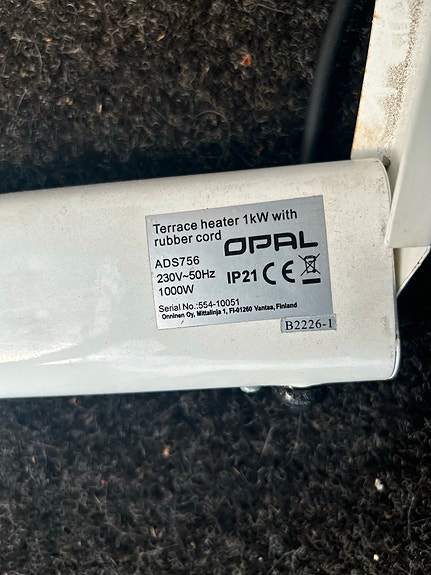 Terrace heater 1kW with
rubber cord OPAL
ADS756
230V~50Hz
1000W
IP21 CE
Serial No.:554-10051
Onninen Oy, Mittalinja 1, FI-01260 Vantaa, Finland
B2226-1